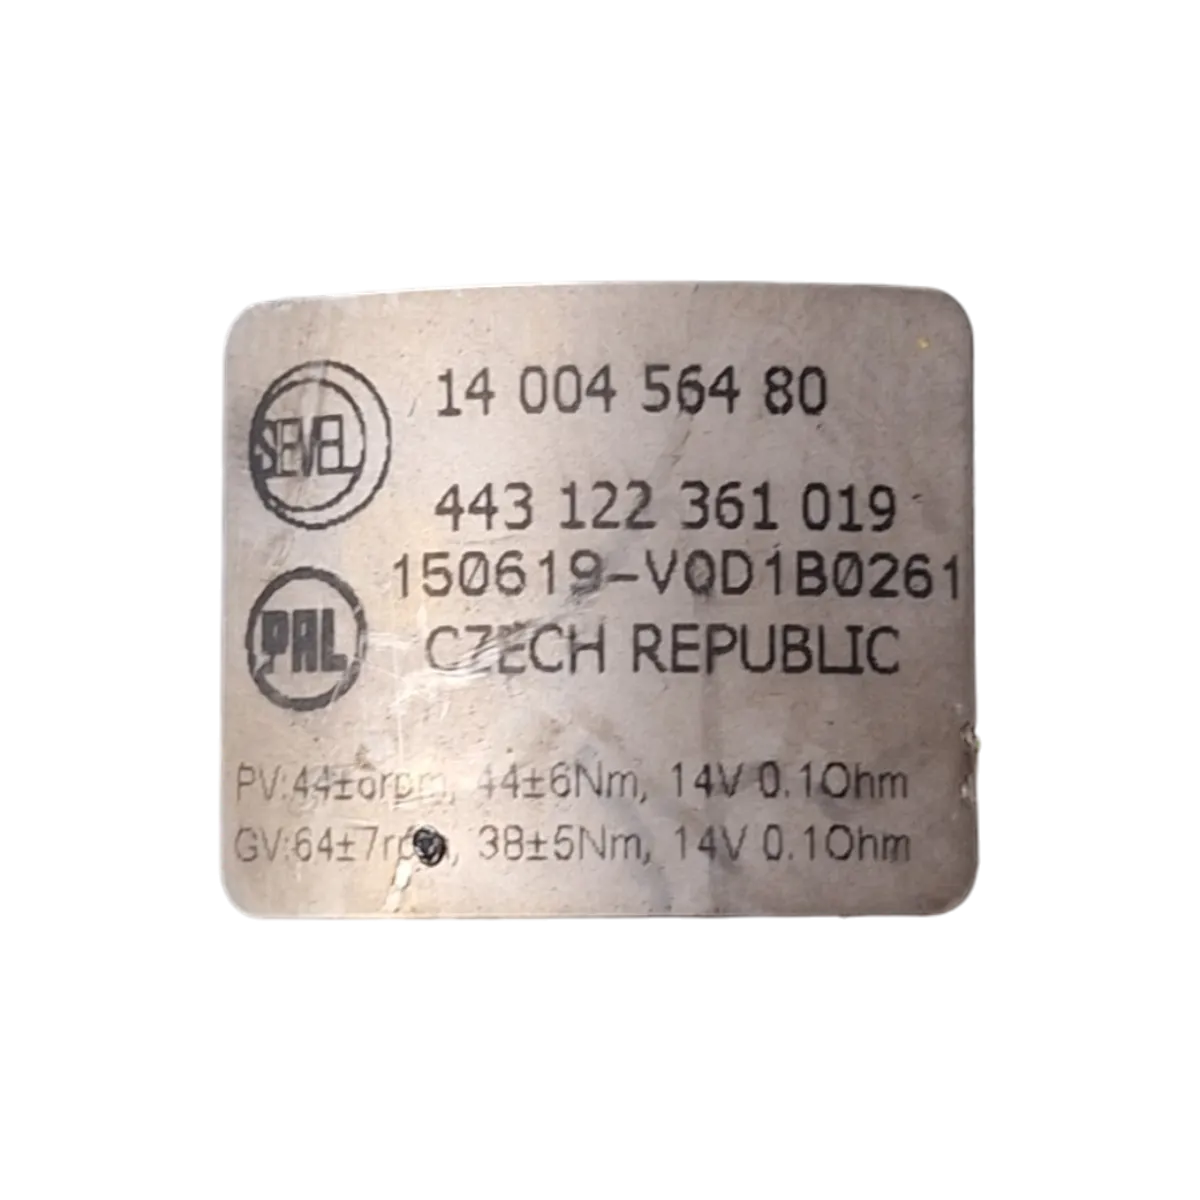 SEVEL
14 004 564 80
443 122 361 019
150619-VQD1B0261
PAL
CZECH REPUBLIC
PV:44±6rpm, 44±6Nm, 14V 0.1Ohm
GV:64±7rpm, 38±5Nm, 14V 0.1Ohm